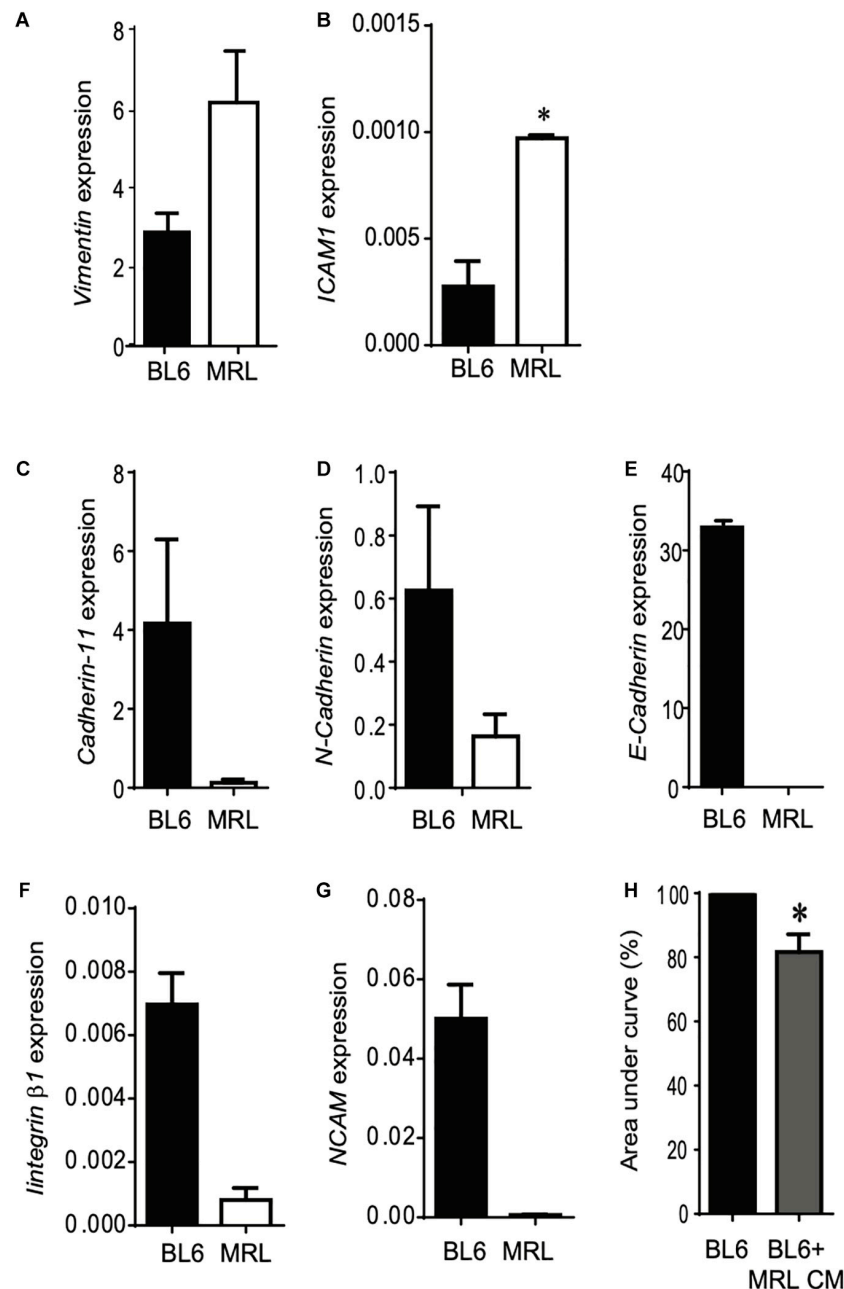 A
Vimentin expression
8
6
4
2
0
BL6 MRL
B
ICAM1 expression
0.0015
0.0010
0.005
0.000
*
BL6 MRL
C
Cadherin-11 expression
8
6
4
2
0
BL6 MRL
D
N-Cadherin expression
1.0
0.8
0.6
0.4
0.2
0.0
BL6 MRL
E
E-Cadherin expression
40
30
20
10
0
BL6 MRL
F
Iintegrin β1 expression
0.010
0.008
0.006
0.004
0.002
0.000
BL6 MRL
G
NCAM expression
0.08
0.06
0.04
0.02
0.00
BL6 MRL
H
Area under curve (%)
100
80
60
40
20
0
*
BL6 BL6+
MRL CM